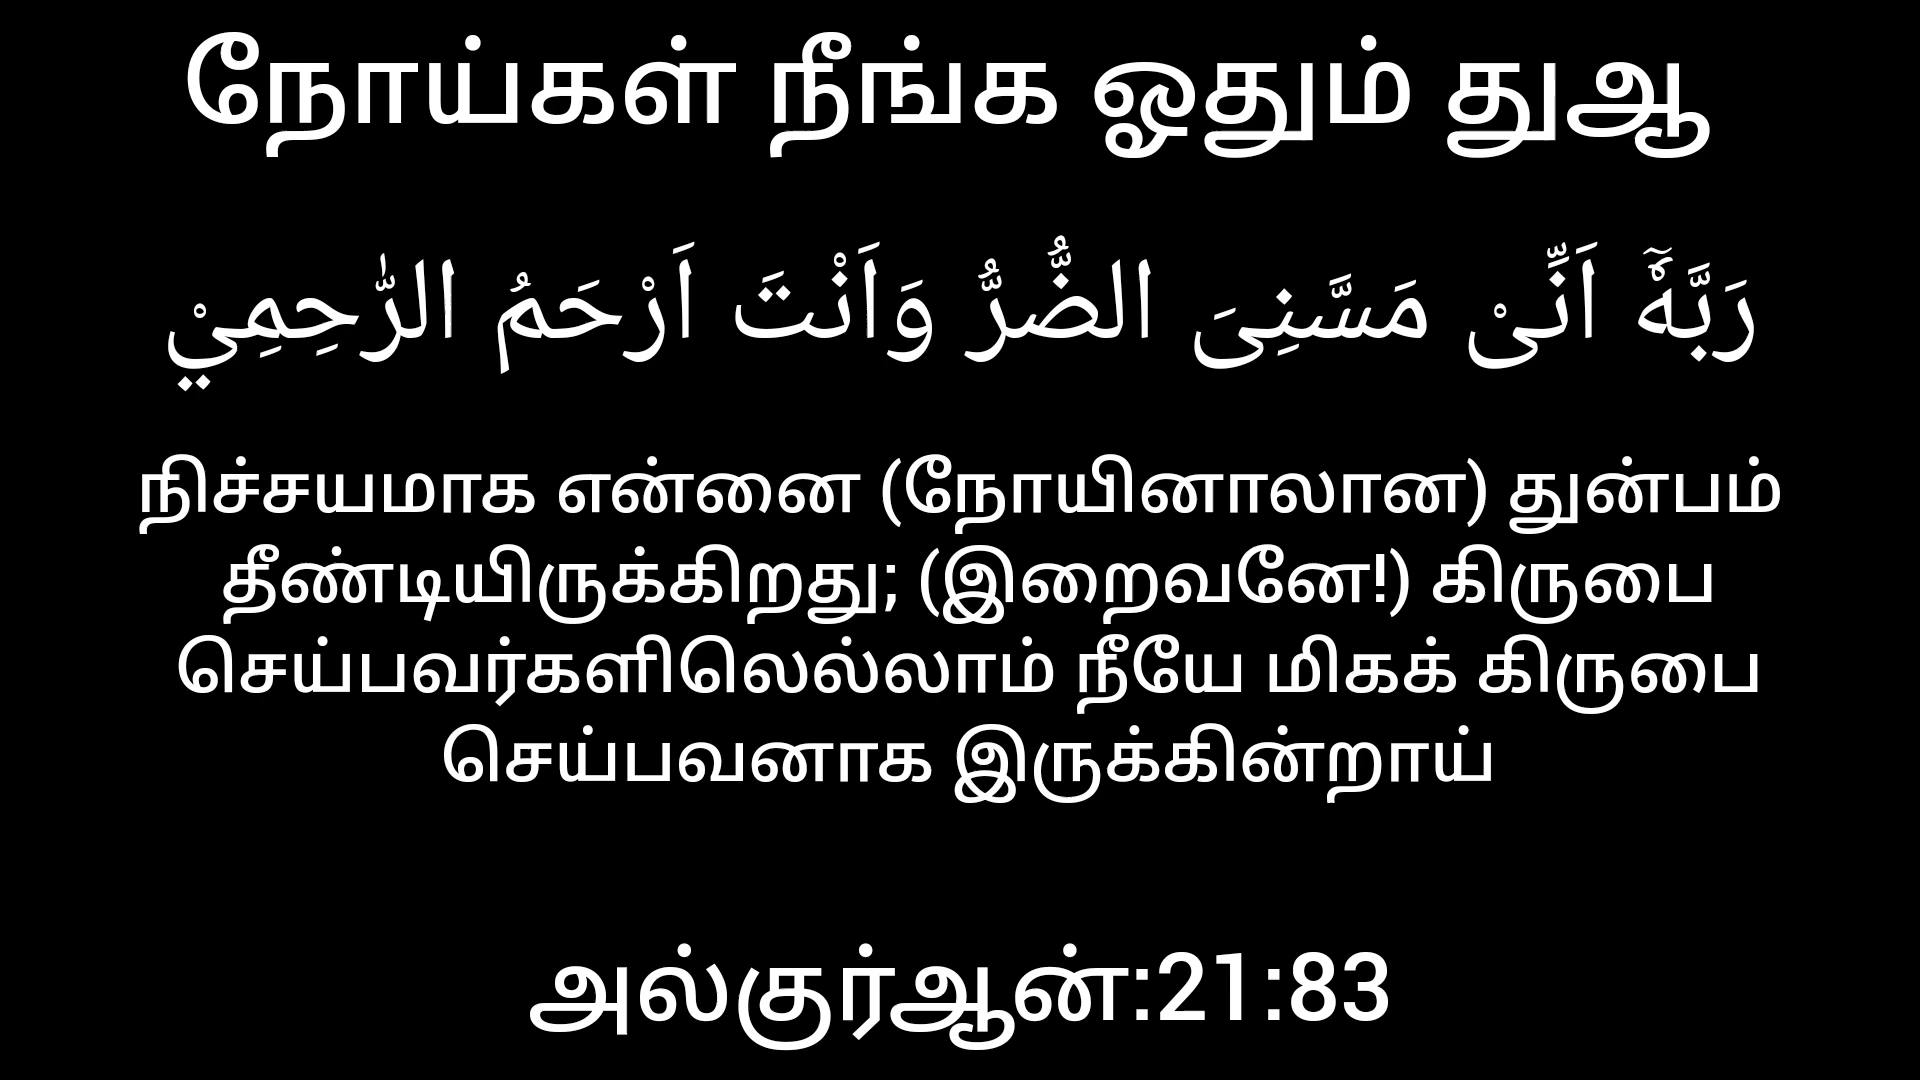 நோய்கள் நீங்க ஓதும் துஆ
رَبَّهٗۤ اَنِّىْ مَسَّنِىَ الضُّرُّ وَاَنْتَ اَرْحَمُ الرّٰحِمِيْ
நிச்சயமாக என்னை (நோயினாலான) துன்பம்
தீண்டியிருக்கிறது; (இறைவனே!) கிருபை
செய்பவர்களிலெல்லாம் நீயே மிகக் கிருபை
செய்பவனாக இருக்கின்றாய்
அல்குர்ஆன்:21:83